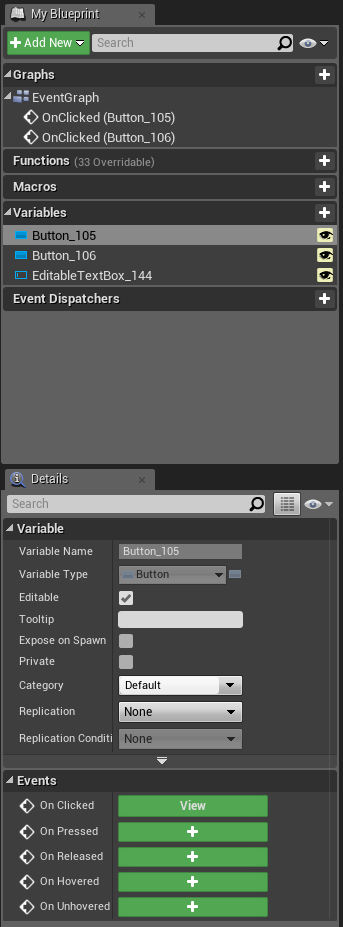 My Blueprint
Add New
Search
Graphs
EventGraph
OnClicked (Button_105)
OnClicked (Button_106)
Functions (33 Overridable)
Macros
Variables
Button_105
Button_106
EditableTextBox_144
Event Dispatchers
Details
Search
Variable
Variable Name Button_105
Variable Type Button
Editable
Tooltip
Expose on Spawn
Private
Category Default
Replication None
Replication Conditi None
Events
On Clicked View
On Pressed
On Released
On Hovered
On Unhovered